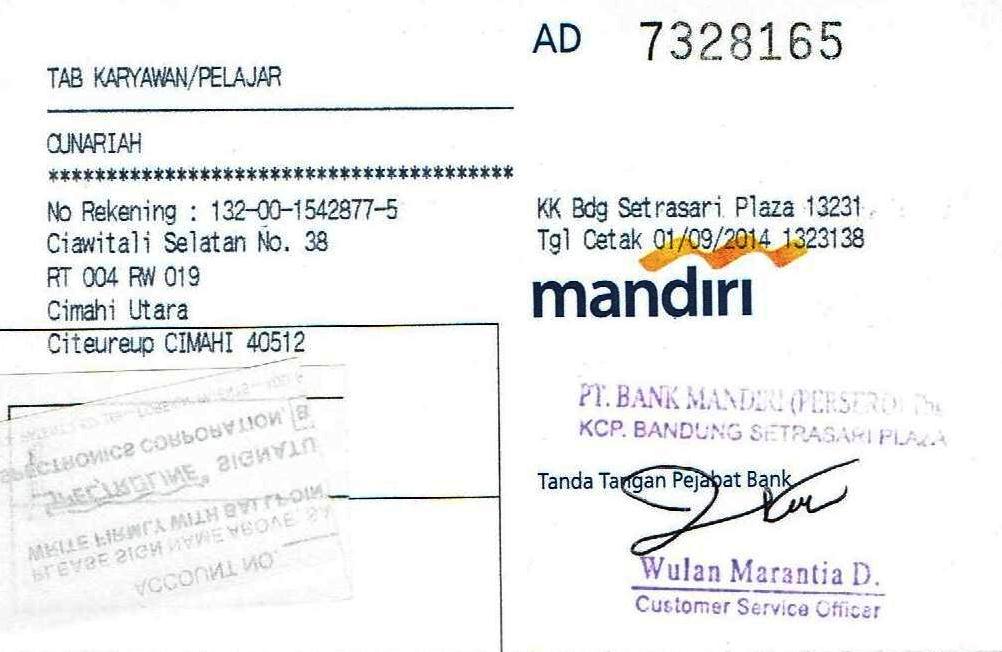 TAB KARYAWAN/PELAJAR
CUNARIAH
******************************************
No Rekening : 132-00-1542877-5
Ciawitali Selatan No. 38
RT 004 RW 019
Cimahi Utara
Citeureup CIMAHI 40512
AD 7328165
KK Bdg Setrasari Plaza 13231
Tgl Cetak 01/09/2014 1323138
mandiri
PT. BANK MANDIRI (PERSERO) Tbk
KCP. BANDUNG SETRASARI PLAZA
Tanda Tangan Pejabat Bank
Wulan Marantia D.
Customer Service Officer
SPECTRONICS CORPORATION
"SPECTROLINE" SIGNATU
WRITE FIRMLY WITH BALLPOIN
PLEASE SIGN NAME ABOVE, SA
ACCOUNT NO.